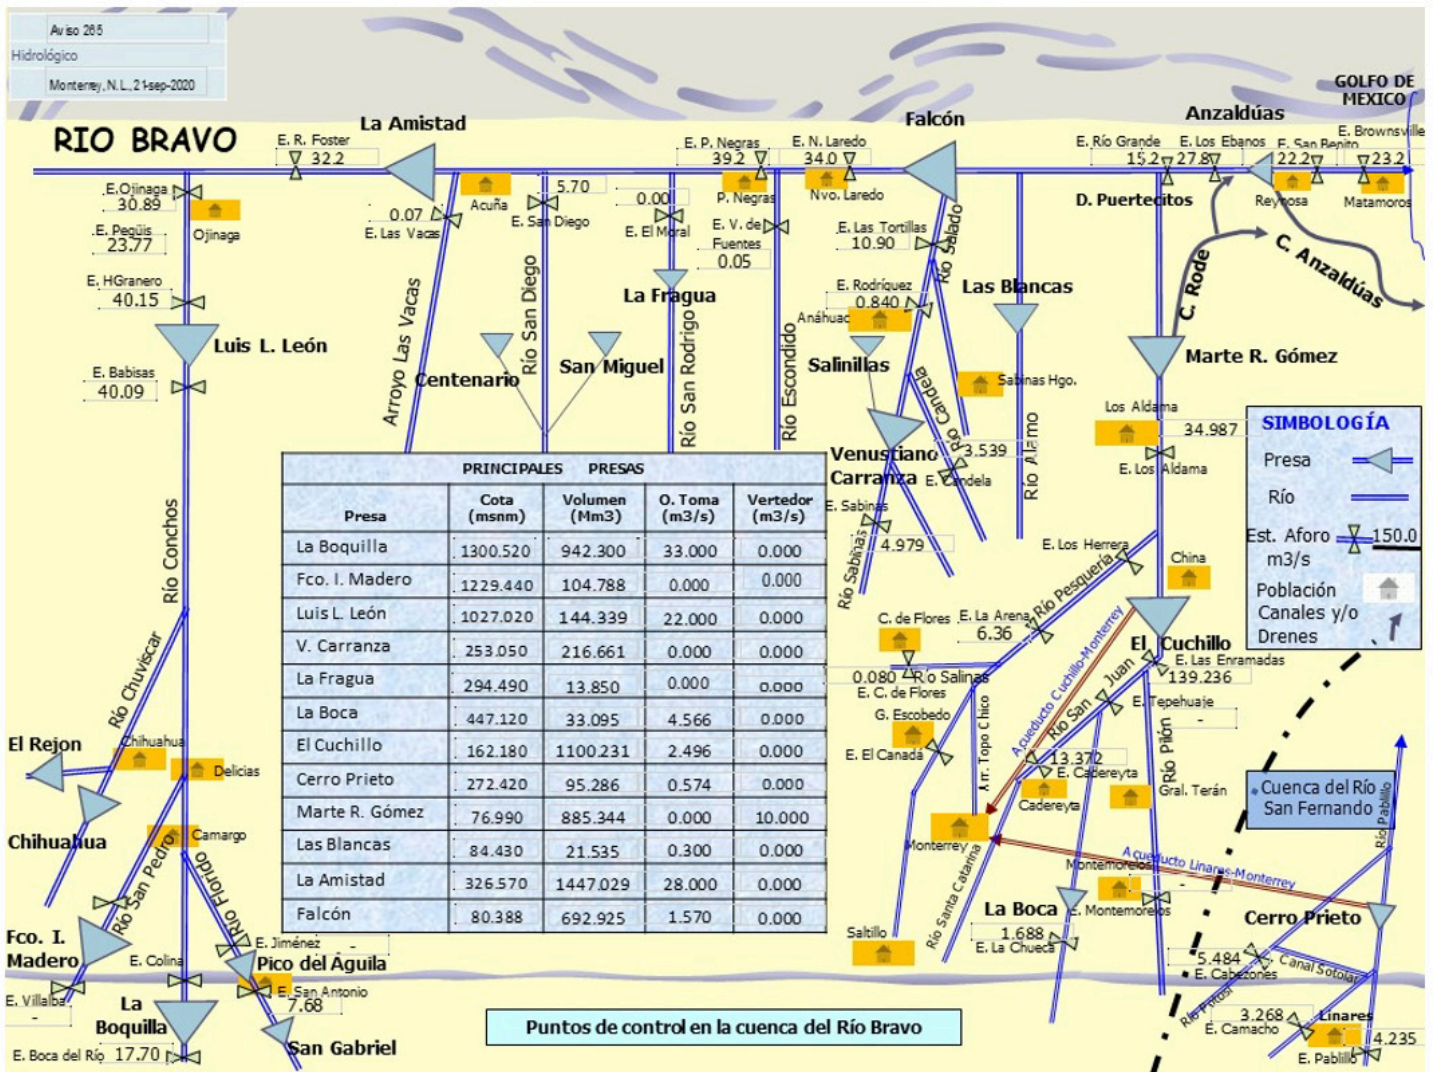 Aviso 265
Hidrológico
Monterrey, N.L., 21-sep-2020
RIO BRAVO
E. R. Foster
32.2
La Amistad
E. P. Negras
39.2
E. N. Laredo
34.0
Falcón
E. Río Grande
15.2
E. Los Ebanos
27.8
Anzaldúas
E. San Benito
22.2
E. Brownsville
23.2
GOLFO DE
MEXICO
E.Ojinaga
30.89
Ojinaga
E. Pegüis
23.77
E. HGranero
40.15
Luis L. León
E. Babisas
40.09
0.07
E. Las Vacas
Acuña
5.70
E. San Diego
0.00
E. El Moral
P. Negras
E. V. de
Fuentes
0.05
Nvo. Laredo
E. Las Tortillas
10.90
Río Salado
D. Puertecitos
Reynosa
Matamoros
C. Rode
C. Anzaldúas
La Fragua
E. Rodríquez
0.840
Anáhuac
Las Blancas
Arroyo Las Vacas
Río San Diego
Río San Rodrigo
Río Escondido
Centenario
San Miguel
Salinillas
Sabinas Hgo.
Marte R. Gómez
Río Candela
Venustiano
Carranza
3.539
E. Candela
Río Alamo
Los Aldama
34.987
E. Los Aldama
E. Sabinas
4.979
Río Sabinas
SIMBOLOGÍA
Presa
Río
Est. Aforo
m3/s
150.0
Población
Canales y/o
Drenes
PRINCIPALES PRESAS
Presa Cota (msnm) Volumen (Mm3) O. Toma (m3/s) Vertedor (m3/s)
La Boquilla 1300.520 942.300 33.000 0.000
Fco. I. Madero 1229.440 104.788 0.000 0.000
Luis L. León 1027.020 144.339 22.000 0.000
V. Carranza 253.050 216.661 0.000 0.000
La Fragua 294.490 13.850 0.000 0.000
La Boca 447.120 33.095 4.566 0.000
El Cuchillo 162.180 1100.231 2.496 0.000
Cerro Prieto 272.420 95.286 0.574 0.000
Marte R. Gómez 76.990 885.344 0.000 10.000
Las Blancas 84.430 21.535 0.300 0.000
La Amistad 326.570 1447.029 28.000 0.000
Falcón 80.388 692.925 1.570 0.000
Río Conchos
Río Chuviscar
El Rejon
Chihuahua
Delicias
Chihuahua
Camargo
Río San Pedro
Río Florido
Fco. I.
Madero
E. Villalba
-
E. Colina
E. Jiménez
-
Pico del Águila
E. San Antonio
7.68
La
Boquilla
E. Boca del Río 17.70
San Gabriel
E. Los Herrera
Río Pesquería
China
C. de Flores
E. La Arena
6.36
0.080
Río Salinas
E. C. de Flores
El Cuchillo
Acueducto Cuchillo-Monterrey
E. Las Enramadas
139.236
Río San Juan
E. Tepehuaje
-
G. Escobedo
E. El Canadá
Arr. Topo Chico
13.372
E. Cadereyta
Cadereyta
Río Pilón
Gral. Terán
Monterrey
Río Santa Catarina
Acueducto Linares-Monterrey
Montemorelos
-
E. Montemorelos
La Boca
1.688
E. La Chueca
Saltillo
Cuenca del Río
San Fernando
Río Pablillo
Cerro Prieto
5.484
E. Cabezones
Canal Sotolar
Río Potosí
3.268
E. Camacho
Linares
4.235
E. Pablillo
Puntos de control en la cuenca del Río Bravo